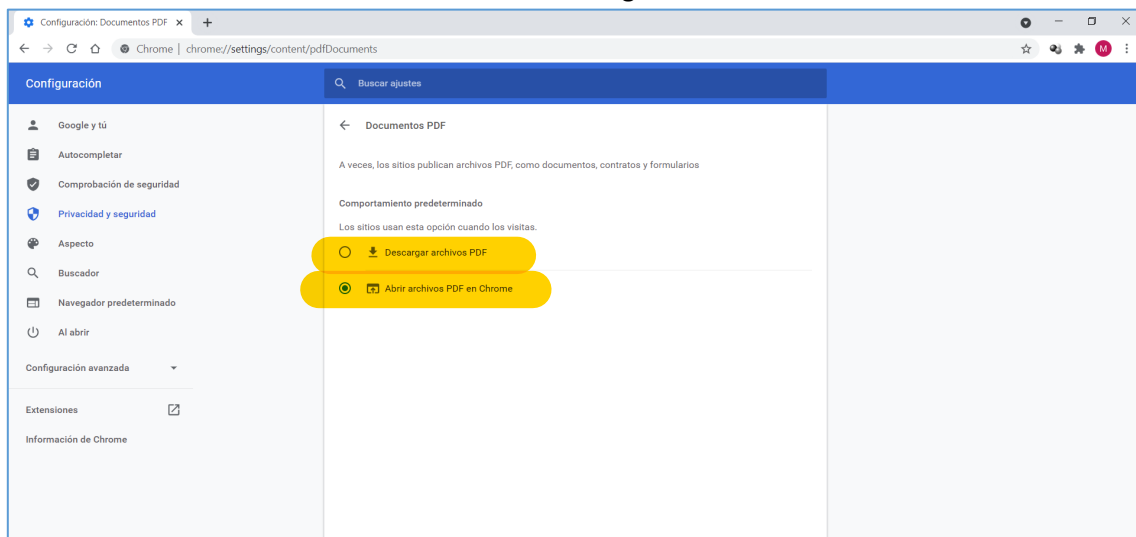 Configuración: Documentos PDF
Chrome | chrome://settings/content/pdfDocuments
M
Configuración
Buscar ajustes
Google y tú
Autocompletar
Comprobación de seguridad
Privacidad y seguridad
Aspecto
Buscador
Navegador predeterminado
Al abrir
Configuración avanzada
Extensiones
Información de Chrome
Documentos PDF
A veces, los sitios publican archivos PDF, como documentos, contratos y formularios
Comportamiento predeterminado
Los sitios usan esta opción cuando los visitas.
Descargar archivos PDF
Abrir archivos PDF en Chrome